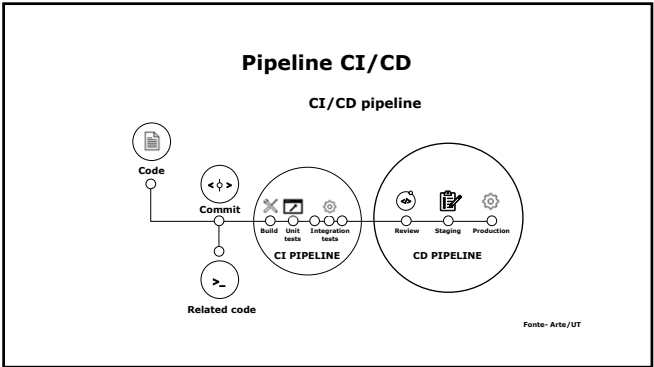 Pipeline CI/CD
CI/CD pipeline
Code
< >
Commit
Build
Unit
tests
Integration
tests
CI PIPELINE
Review
Staging
Production
CD PIPELINE
>_
Related code
Fonte- Arte/UT